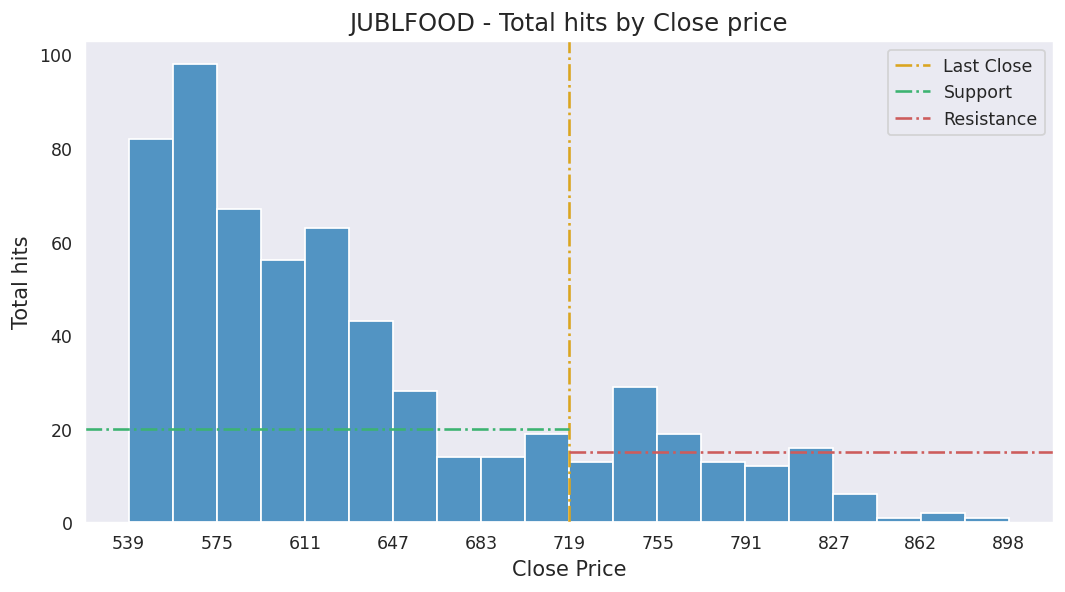 JUBLFOOD - Total hits by Close price
Last Close
Support
Resistance
Total hits
100
80
60
40
20
0
539 575 611 647 683 719 755 791 827 862 898
Close Price